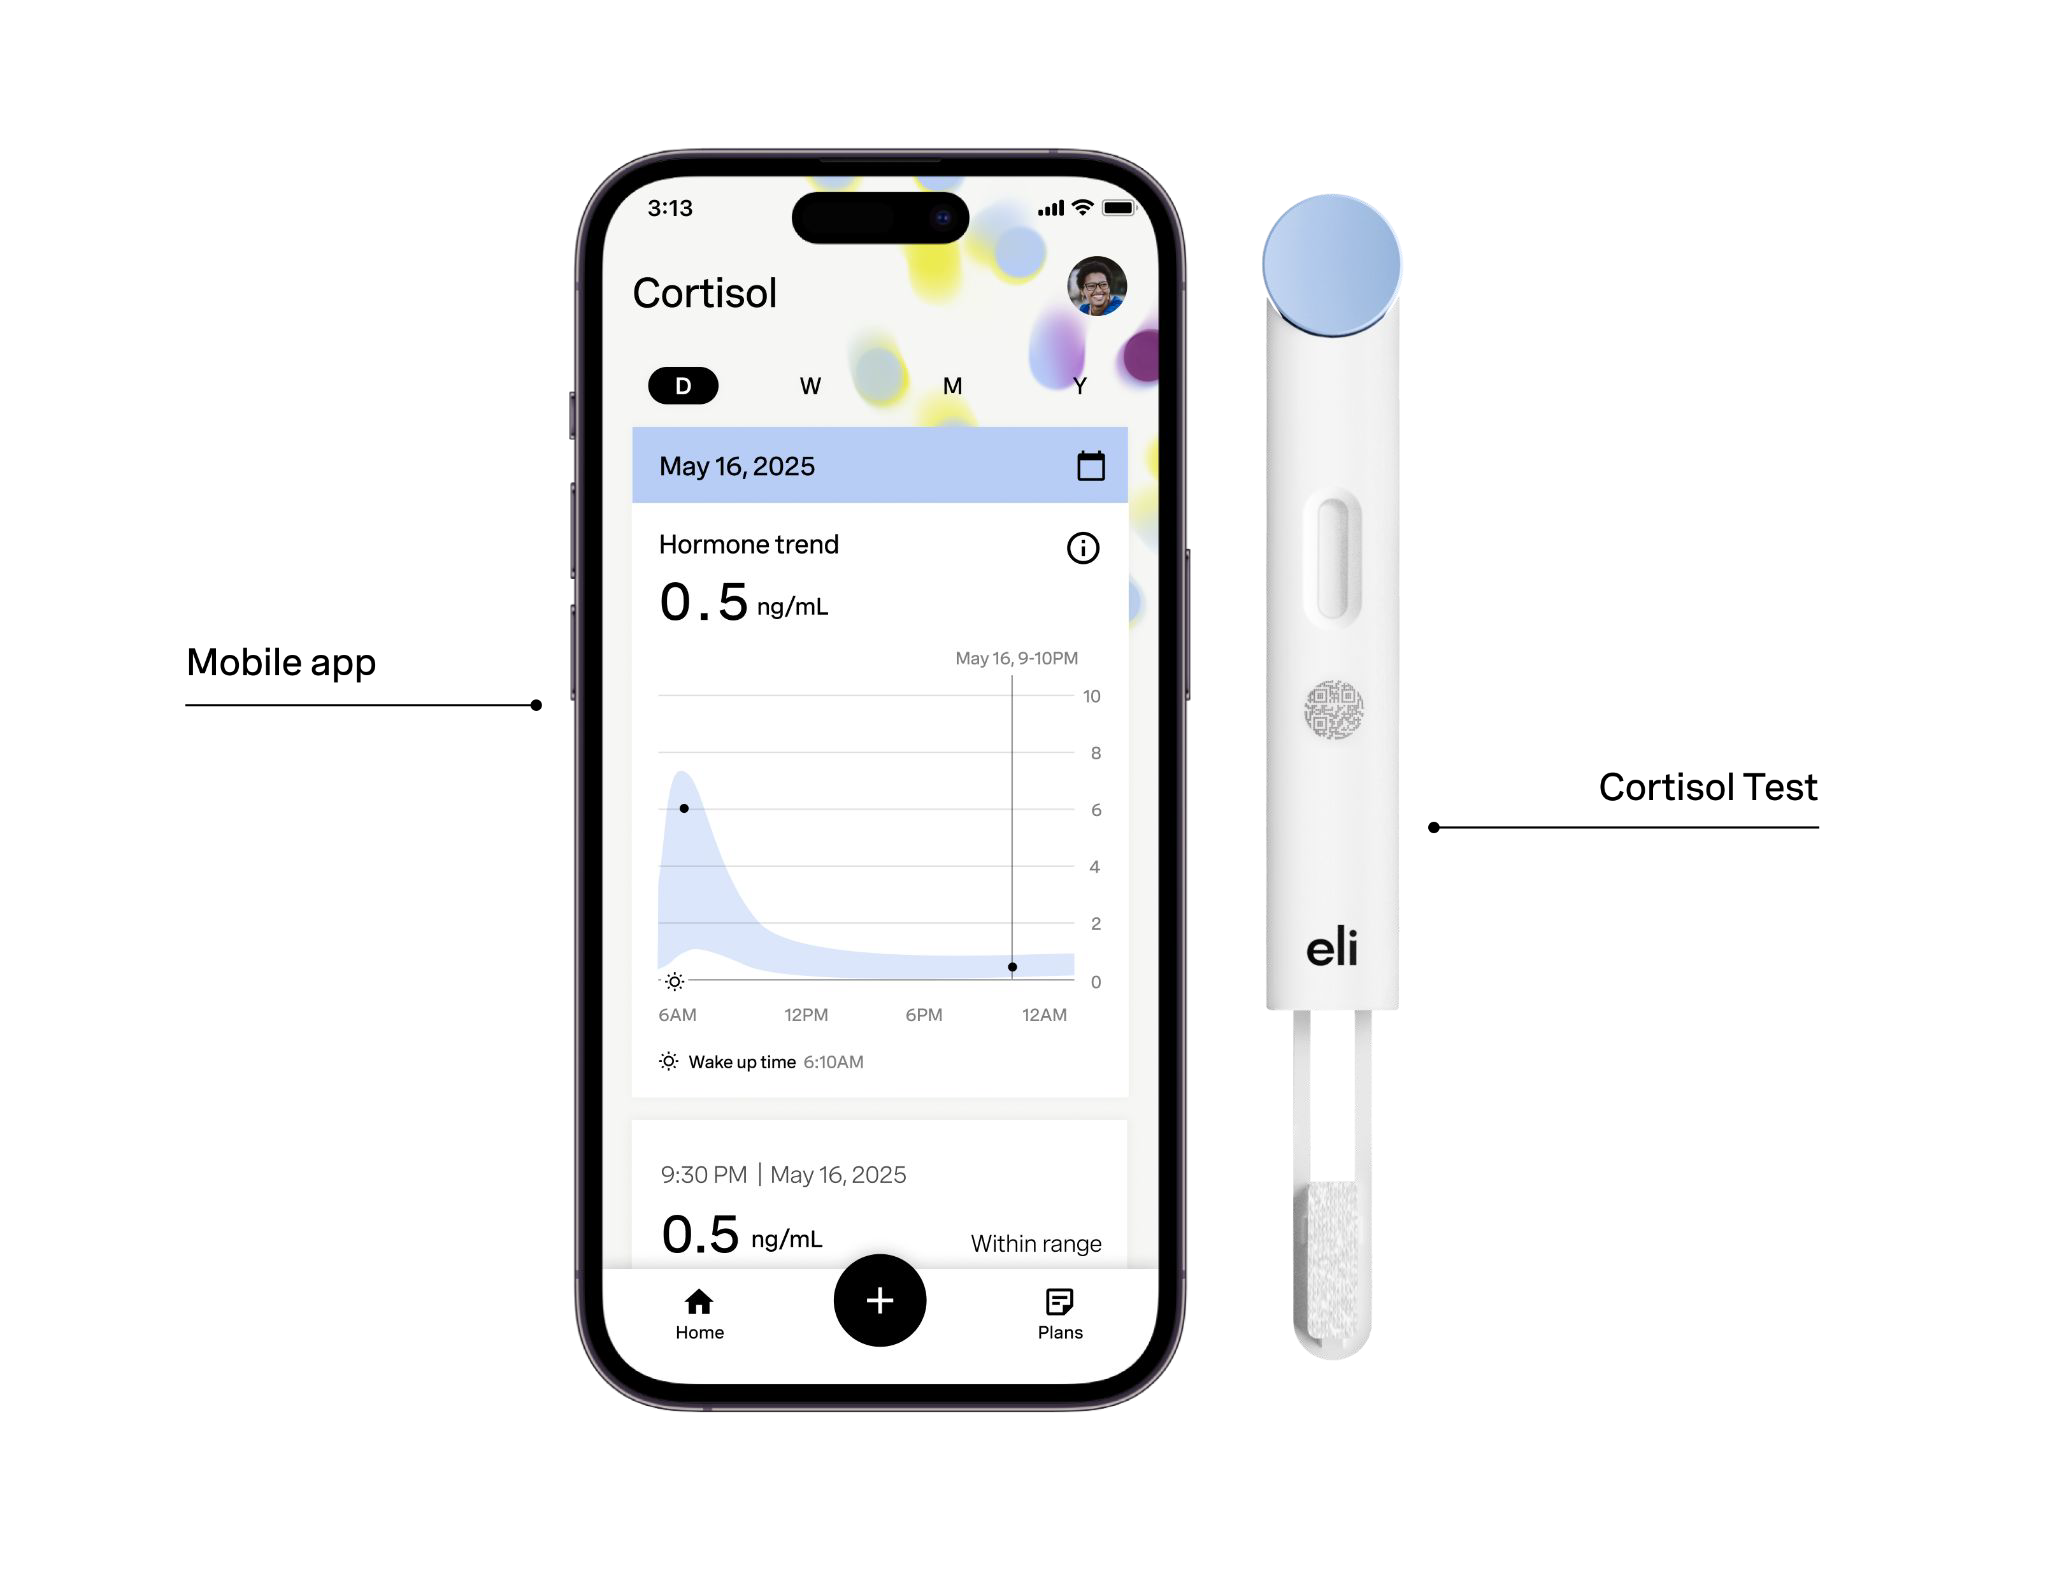 3:13
Cortisol
D W M Y
May 16, 2025
Hormone trend
0.5 ng/mL
May 16, 9-10PM
10
8
6
4
2
0
6AM 12PM 6PM 12AM
Wake up time 6:10AM
9:30 PM | May 16, 2025
0.5 ng/mL Within range
Home
Plans
Mobile app
Cortisol Test
eli